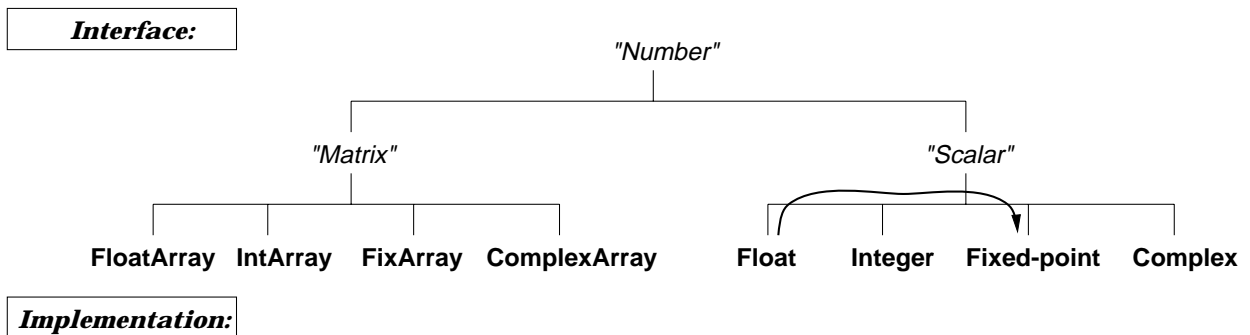 Interface:
"Number"
"Matrix" "Scalar"
FloatArray IntArray FixArray ComplexArray Float Integer Fixed-point Complex
Implementation: